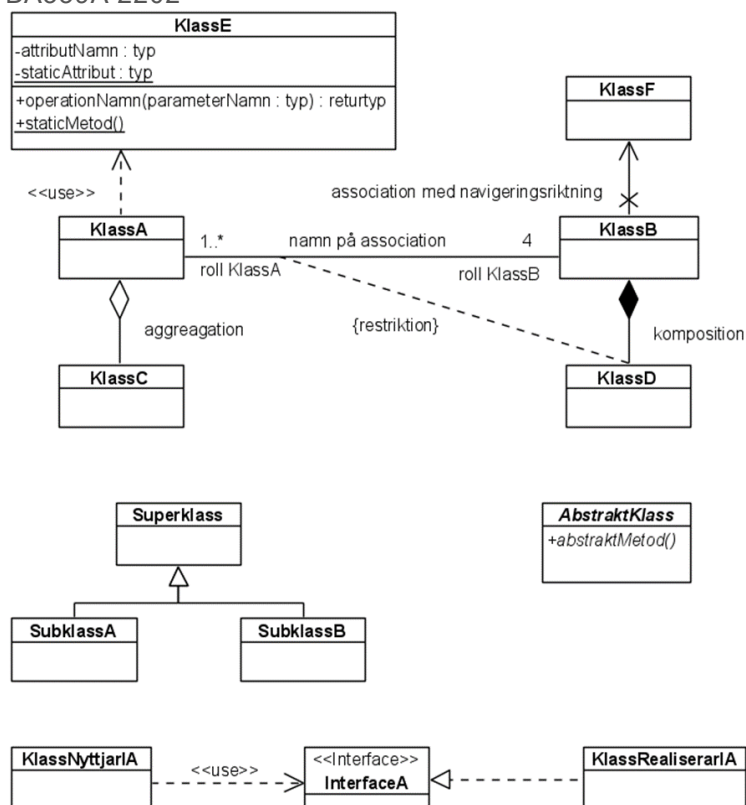 KlassE
-attributNamn : typ
-staticAttribut : typ
+operationNamn(parameterNamn : typ) : returtyp
+staticMetod()
KlassF
<<use>>
association med navigeringsriktning
KlassA
KlassB
1..*
namn på association
4
roll KlassA
roll KlassB
aggreagation
{restriktion}
komposition
KlassC
KlassD
Superklass
AbstraktKlass
+abstraktMetod()
SubklassA
SubklassB
KlassNyttjarIA
<<use>>
<<Interface>>
InterfaceA
KlassRealiserarIA